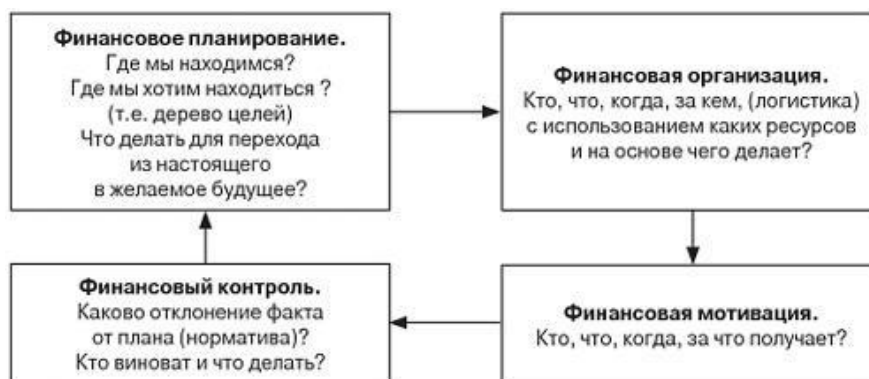 Финансовое планирование.
Где мы находимся?
Где мы хотим находиться ?
(т.е. дерево целей)
Что делать для перехода
из настоящего
в желаемое будущее?
Финансовая организация.
Кто, что, когда, за кем, (логистика)
с использованием каких ресурсов
и на основе чего делает?
Финансовый контроль.
Каково отклонение факта
от плана (норматива)?
Кто виноват и что делать?
Финансовая мотивация.
Кто, что, когда, за что получает?